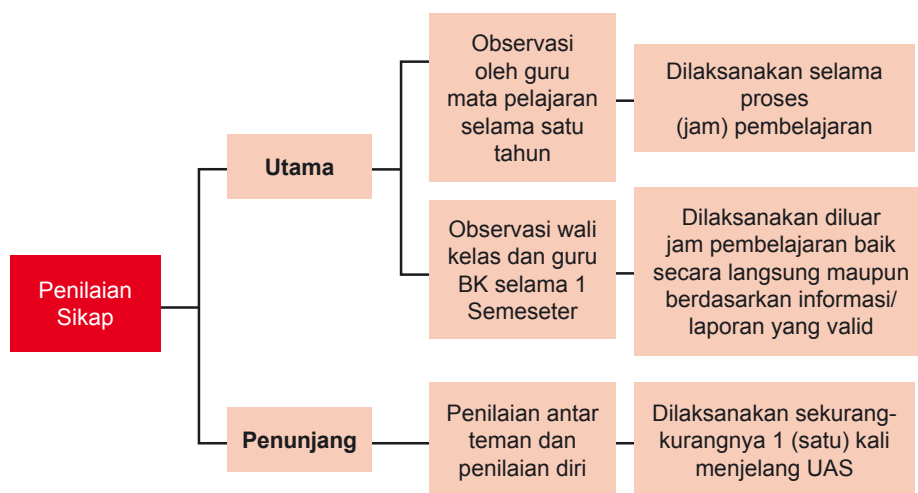 Penilaian
Sikap
Utama
Observasi
oleh guru
mata pelajaran
selama satu
tahun
Dilaksanakan selama
proses
(jam) pembelajaran
Observasi wali
kelas dan guru
BK selama 1
Semeseter
Dilaksanakan diluar
jam pembelajaran baik
secara langsung maupun
berdasarkan informasi/
laporan yang valid
Penunjang
Penilaian antar
teman dan
penilaian diri
Dilaksanakan sekurang-
kurangnya 1 (satu) kali
menjelang UAS